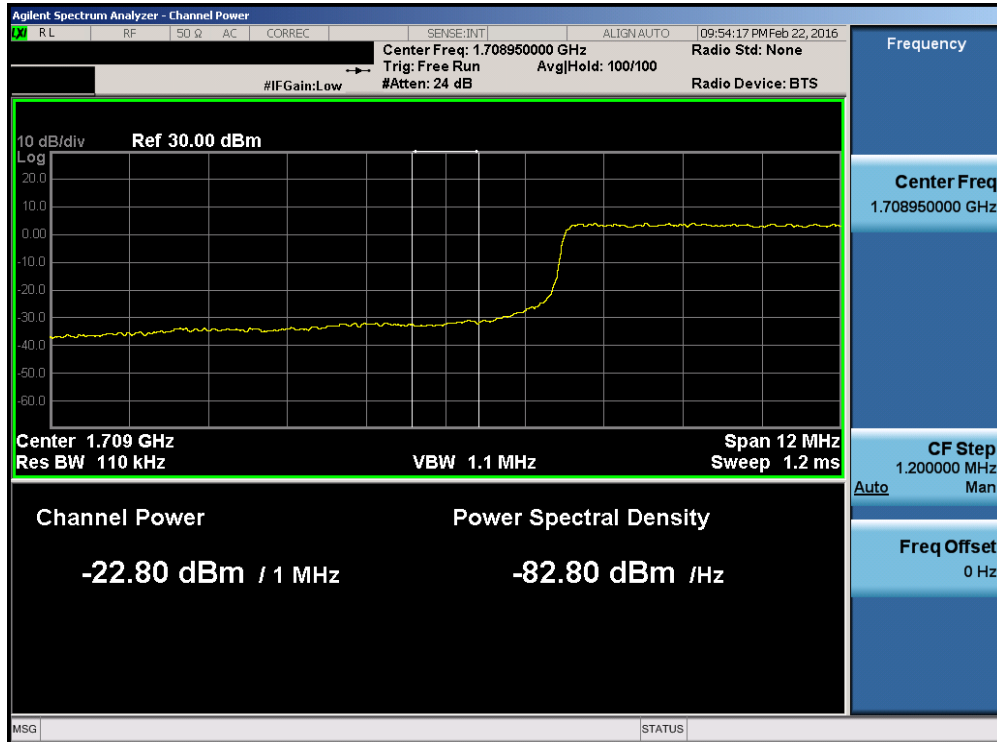 Agilent Spectrum Analyzer - Channel Power
LXI RL RF 50 Ω AC CORREC SENSE:INT ALIGN AUTO 09:54:17 PM Feb 22, 2016
Center Freq: 1.708950000 GHz Radio Std: None
Trig: Free Run Avg|Hold: 100/100
#IFGain:Low #Atten: 24 dB Radio Device: BTS
10 dB/div Ref 30.00 dBm
Log
20.0
10.0
0.00
-10.0
-20.0
-30.0
-40.0
-50.0
-60.0
Center 1.709 GHz Span 12 MHz
Res BW 110 kHz VBW 1.1 MHz Sweep 1.2 ms
Channel Power Power Spectral Density
-22.80 dBm / 1 MHz -82.80 dBm /Hz
MSG STATUS
Frequency
Center Freq
1.708950000 GHz
CF Step
1.200000 MHz
Auto Man
Freq Offset
0 Hz